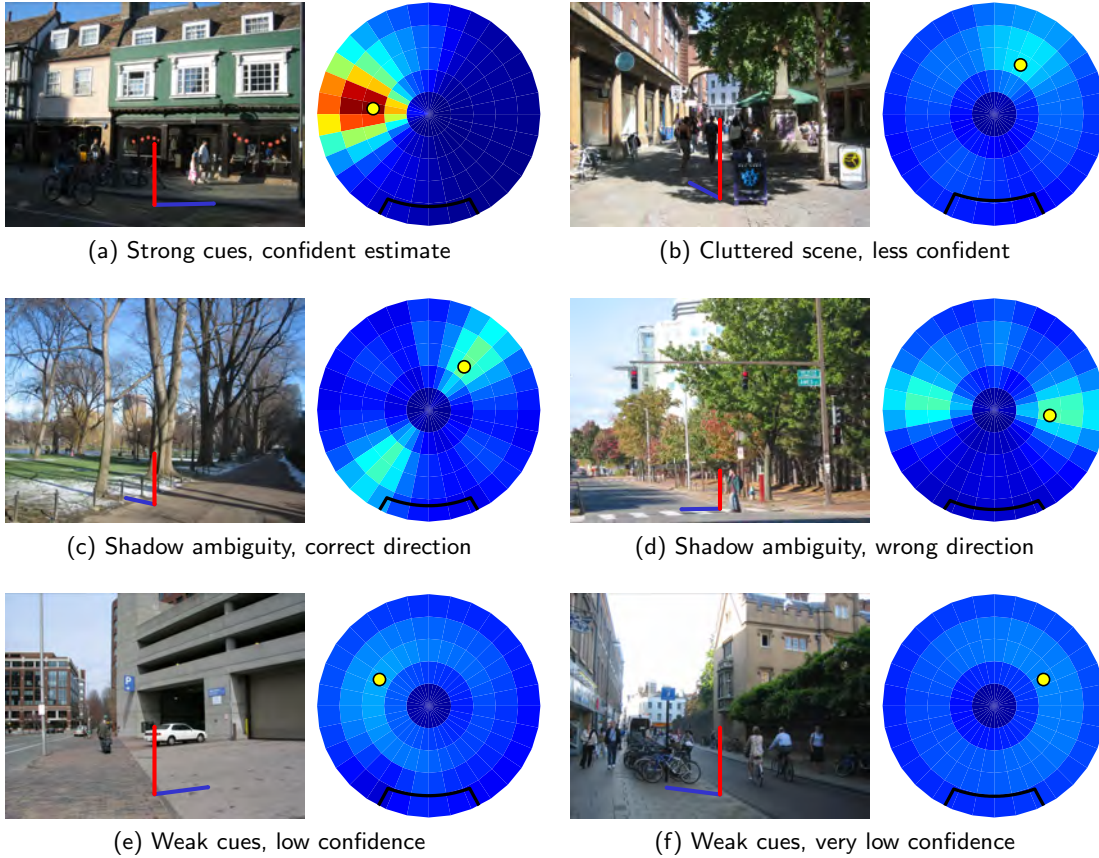 (a) Strong cues, confident estimate
(b) Cluttered scene, less confident
(c) Shadow ambiguity, correct direction
(d) Shadow ambiguity, wrong direction
P
(e) Weak cues, low confidence
(f) Weak cues, very low confidence